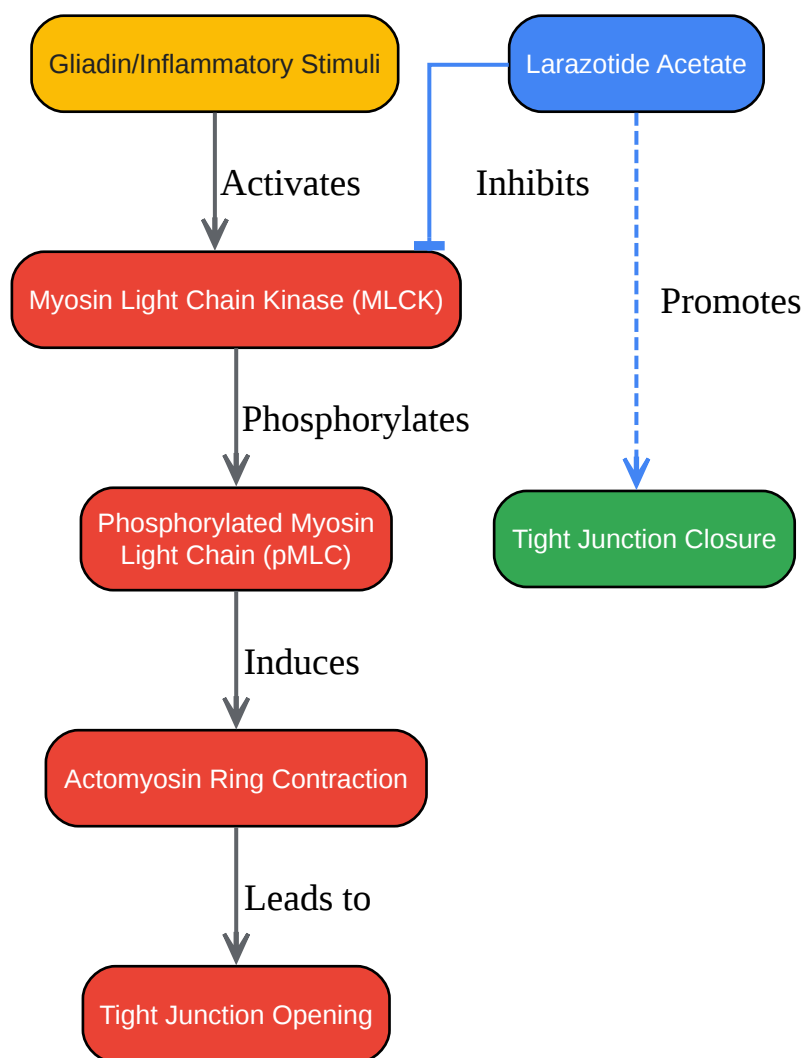 Gliadin/Inflammatory Stimuli
Larazotide Acetate
Activates
Inhibits
Myosin Light Chain Kinase (MLCK)
Promotes
Phosphorylates
Phosphorylated Myosin
Light Chain (pMLC)
Tight Junction Closure
Induces
Actomyosin Ring Contraction
Leads to
Tight Junction Opening